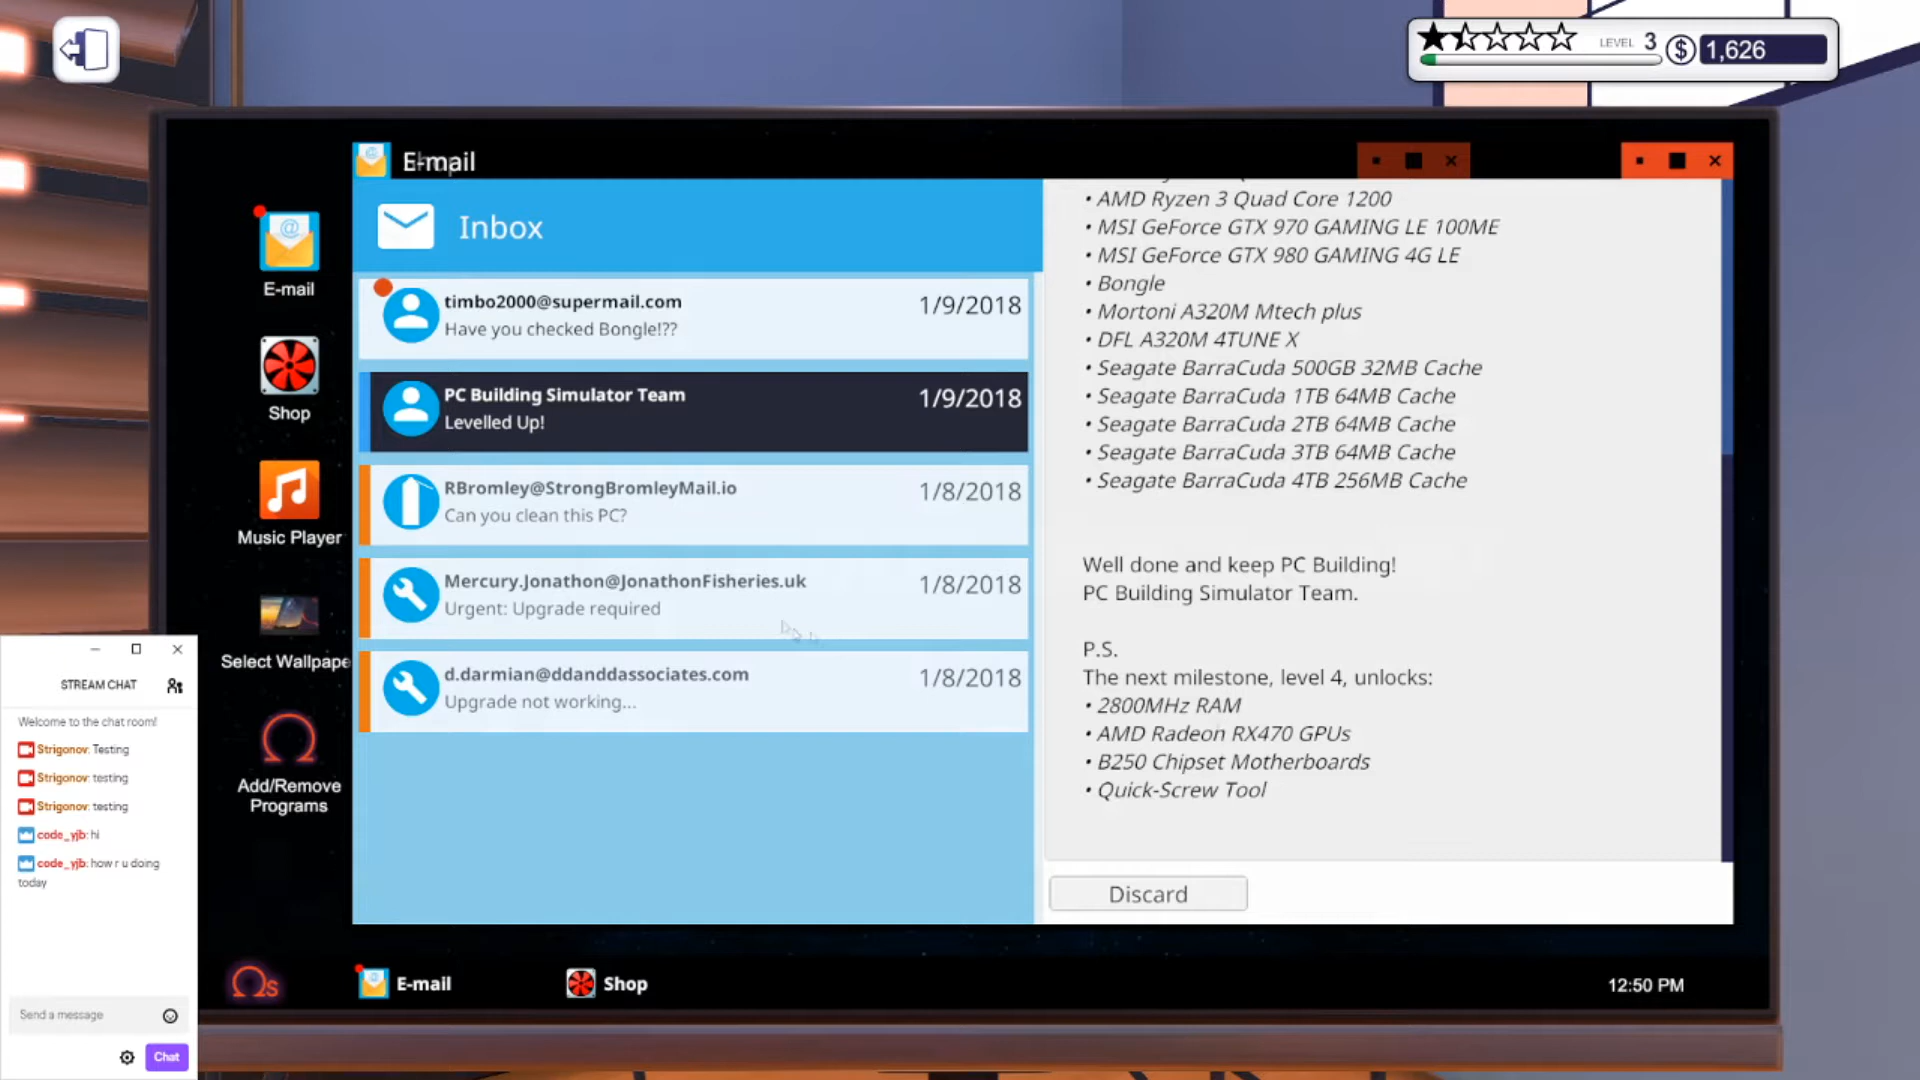 LEVEL 3
1,626
E-mail
Inbox
E-mail
Shop
Music Player
Select Wallpape
Add/Remove
Programs
timbo2000@supermail.com
1/9/2018
Have you checked Bongle!??
PC Building Simulator Team
1/9/2018
Levelled Up!
RBromley@StrongBromleyMail.io
1/8/2018
Can you clean this PC?
Mercury.Jonathon@JonathonFisheries.uk
1/8/2018
Urgent: Upgrade required
d.darmian@ddanddassociates.com
1/8/2018
Upgrade not working...
• AMD Ryzen 3 Quad Core 1200
• MSI GeForce GTX 970 GAMING LE 100ME
• MSI GeForce GTX 980 GAMING 4G LE
• Bongle
• Mortoni A320M Mtech plus
• DFL A320M 4TUNE X
• Seagate BarraCuda 500GB 32MB Cache
• Seagate BarraCuda 1TB 64MB Cache
• Seagate BarraCuda 2TB 64MB Cache
• Seagate BarraCuda 3TB 64MB Cache
• Seagate BarraCuda 4TB 256MB Cache
Well done and keep PC Building!
PC Building Simulator Team.
P.S.
The next milestone, level 4, unlocks:
• 2800MHz RAM
• AMD Radeon RX470 GPUs
• B250 Chipset Motherboards
• Quick-Screw Tool
Discard
E-mail
Shop
12:50 PM
STREAM CHAT
Welcome to the chat room!
Strigonov: Testing
Strigonov: testing
Strigonov: testing
code_yjb: hi
code_yjb: how r u doing
today
Send a message
Chat